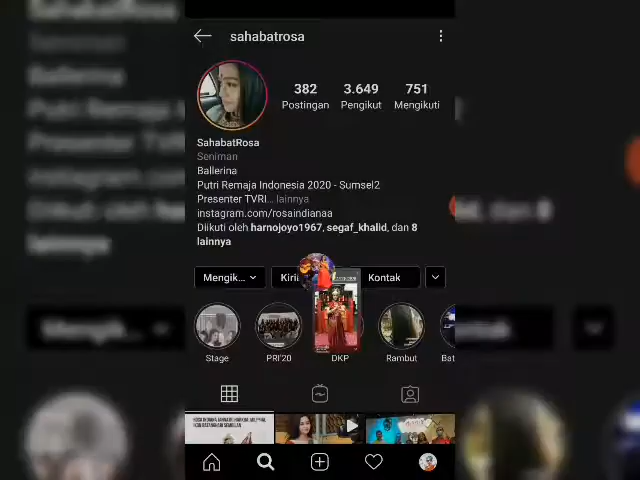 sahabatrosa
382 3.649 751
Postingan Pengikut Mengikuti
SahabatRosa
Seniman
Ballerina
Putri Remaja Indonesia 2020 - Sumsel2
Presenter TVRI... lainnya
instagram.com/rosaindianaa
Diikuti oleh harnojoyo1967, segaf_khalid, dan 8
lainnya
Mengik... Kiri Kontak
Stage PRI'20 DKP Rambut Bat